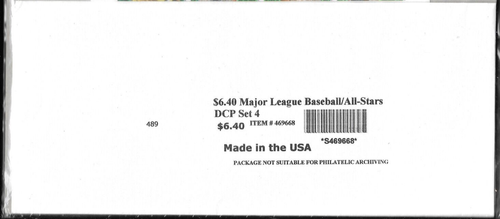 $6.40 Major League Baseball/All-Stars
DCP Set 4
489
$6.40 ITEM # 469668
*S469668*
Made in the USA
PACKAGE NOT SUITABLE FOR PHILATELIC ARCHIVING